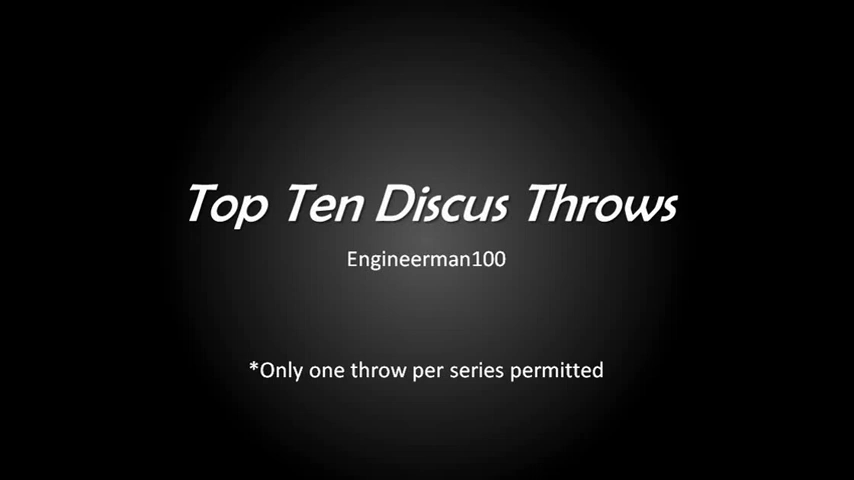 Top Ten Discus Throws
Engineerman100
*Only one throw per series permitted